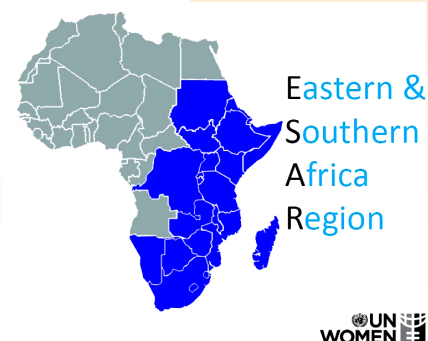 Eastern &
Southern
Africa
Region
UN
WOMEN